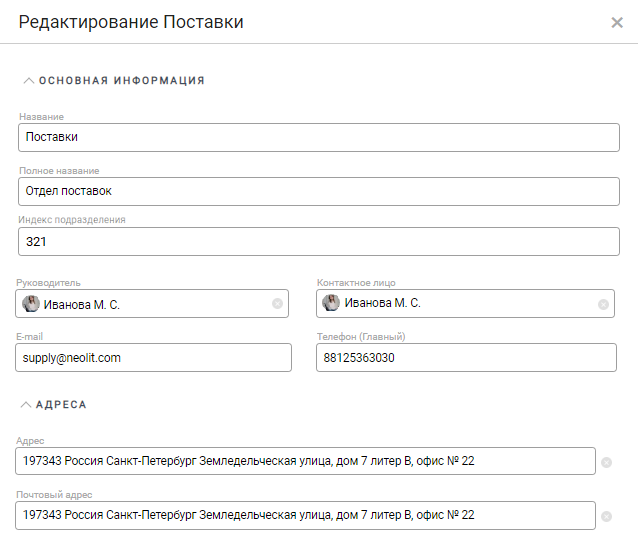 Редактирование Поставки
ОСНОВНАЯ ИНФОРМАЦИЯ
Название
Поставки
Полное название
Отдел поставок
Индекс подразделения
321
Руководитель
Контактное лицо
Иванова М. С.
Иванова М. С.
E-mail
Телефон (Главный)
supply@neolit.com
88125363030
АДРЕСА
Адрес
197343 Россия Санкт-Петербург Земледельческая улица, дом 7 литер В, офис № 22
Почтовый адрес
197343 Россия Санкт-Петербург Земледельческая улица, дом 7 литер В, офис № 22